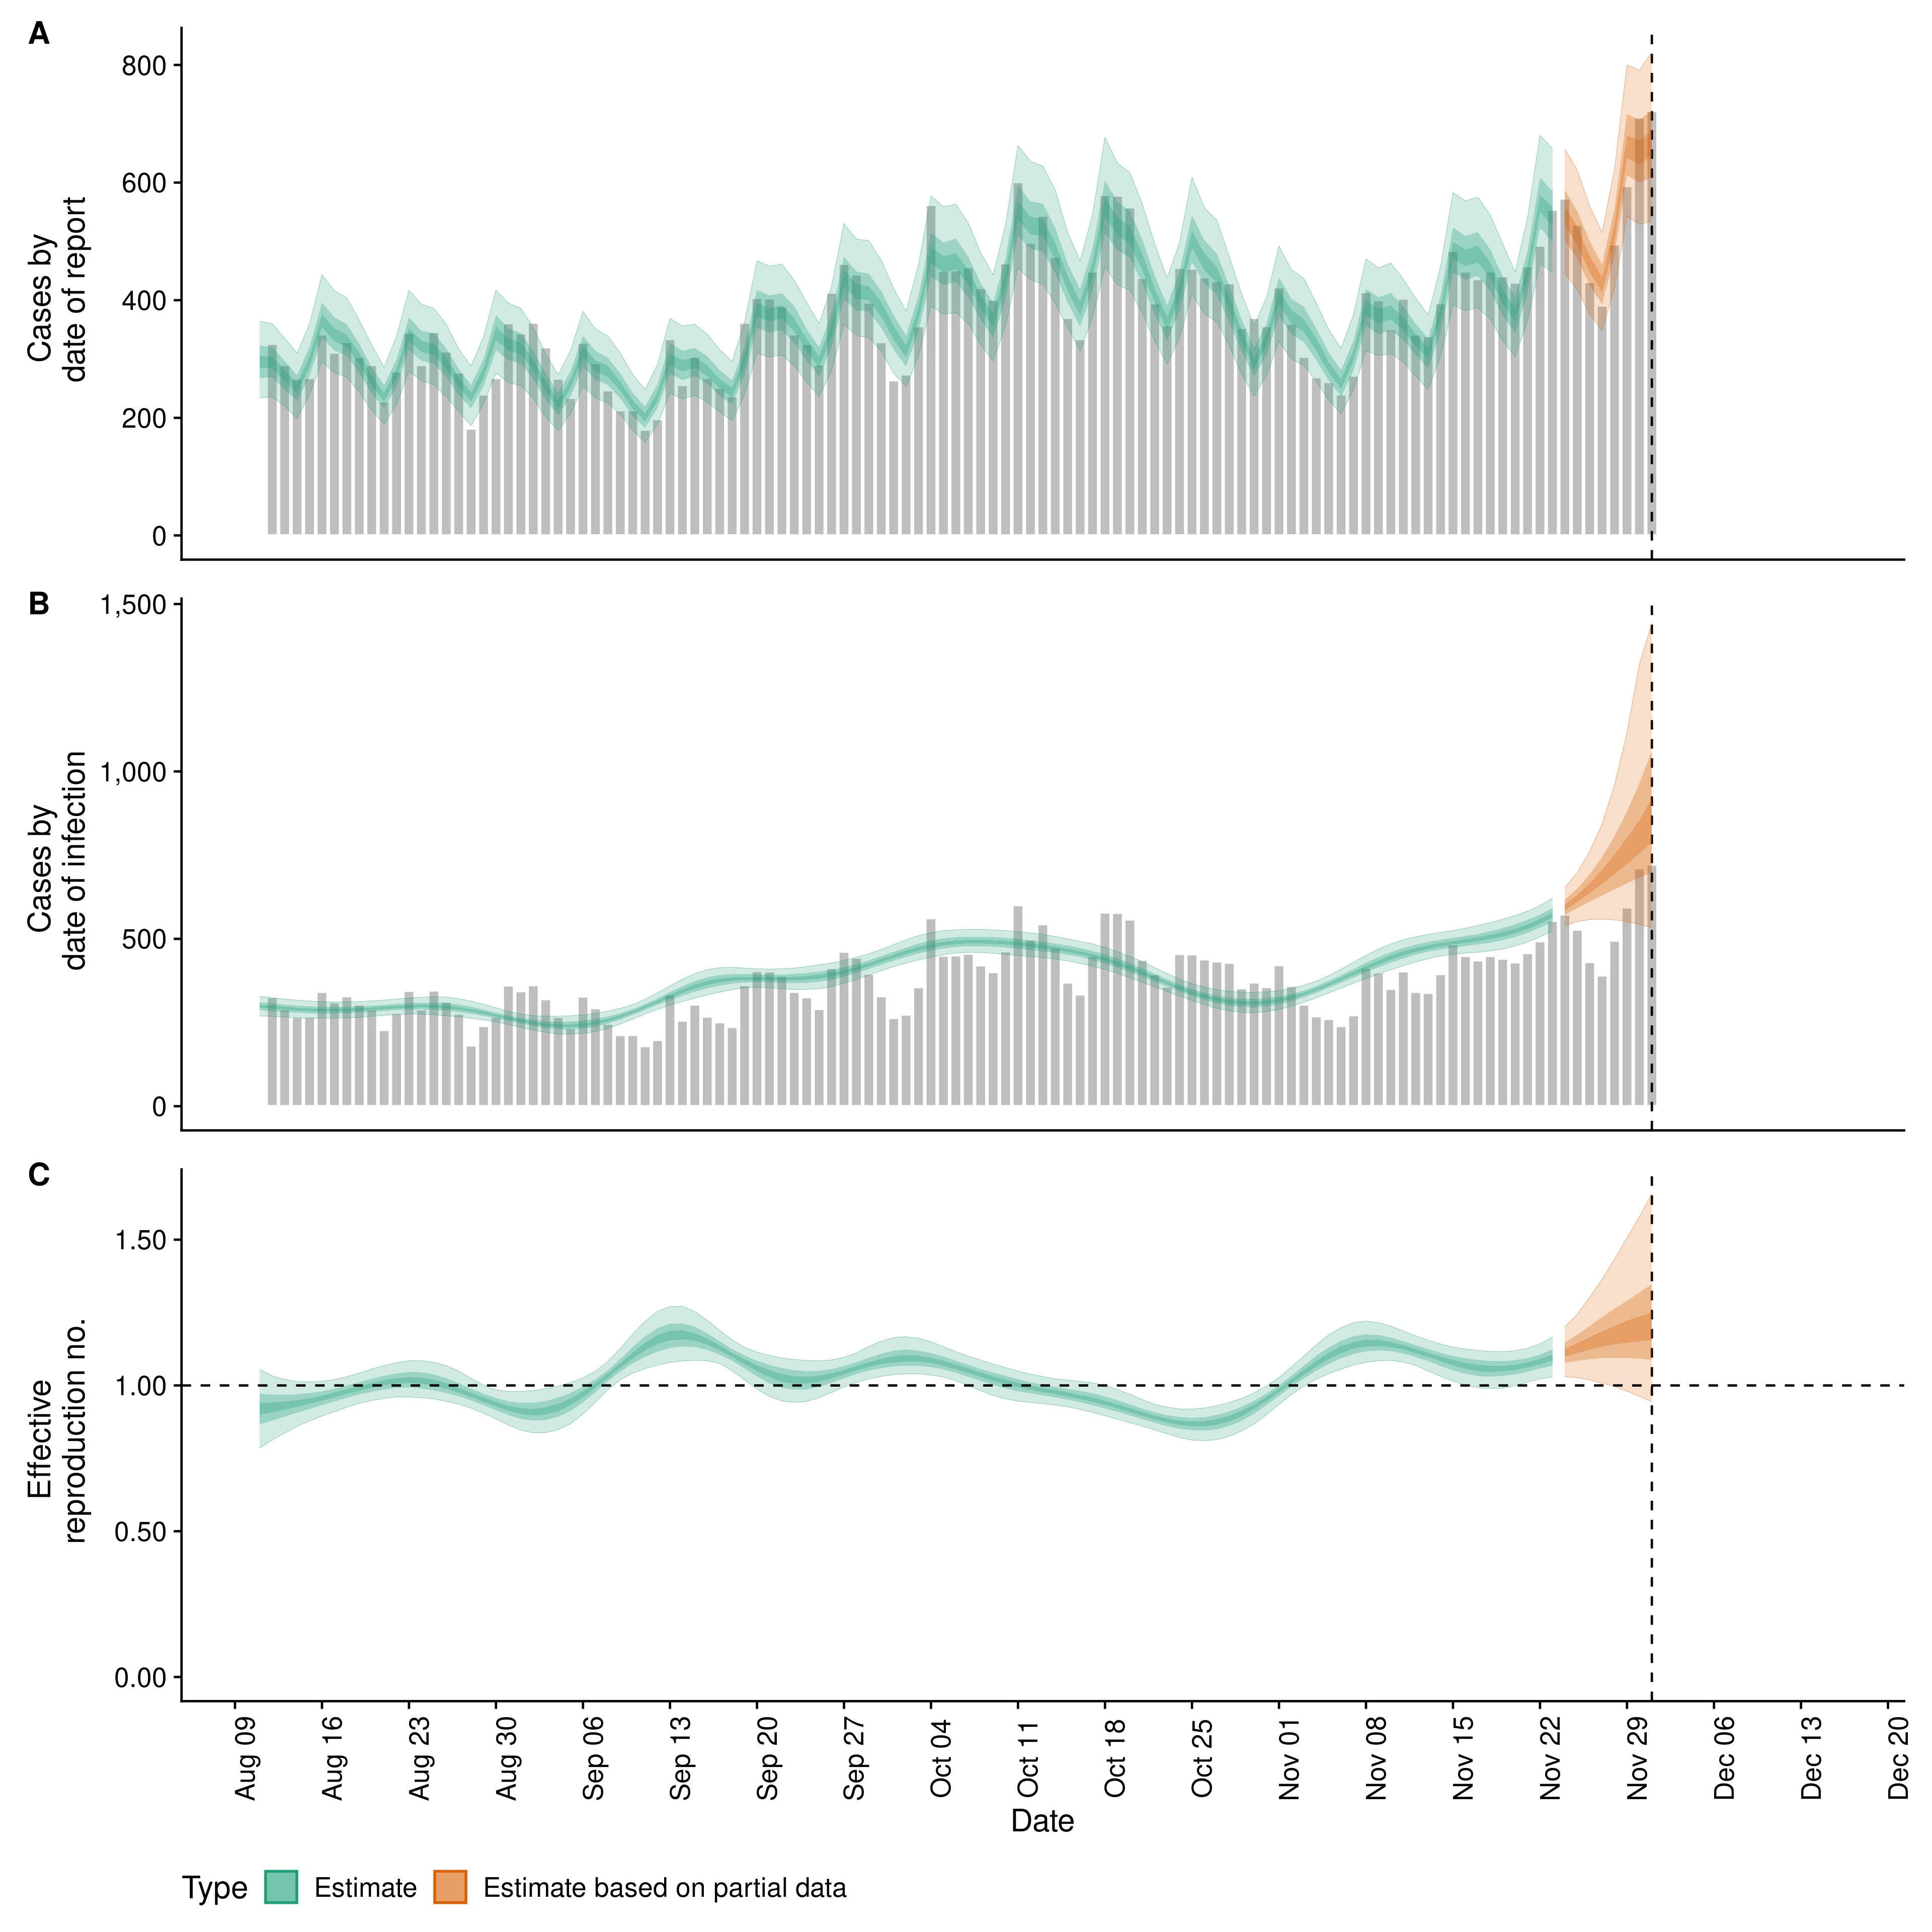 A
Cases by
date of report
800
600
400
200
0
B
Cases by
date of infection
1,500
1,000
500
0
C
Effective
reproduction no.
1.50
1.00
0.50
0.00
Aug 09
Aug 16
Aug 23
Aug 30
Sep 06
Sep 13
Sep 20
Sep 27
Oct 04
Oct 11
Oct 18
Oct 25
Nov 01
Nov 08
Nov 15
Nov 22
Nov 29
Dec 06
Dec 13
Dec 20
Date
Type Estimate Estimate based on partial data